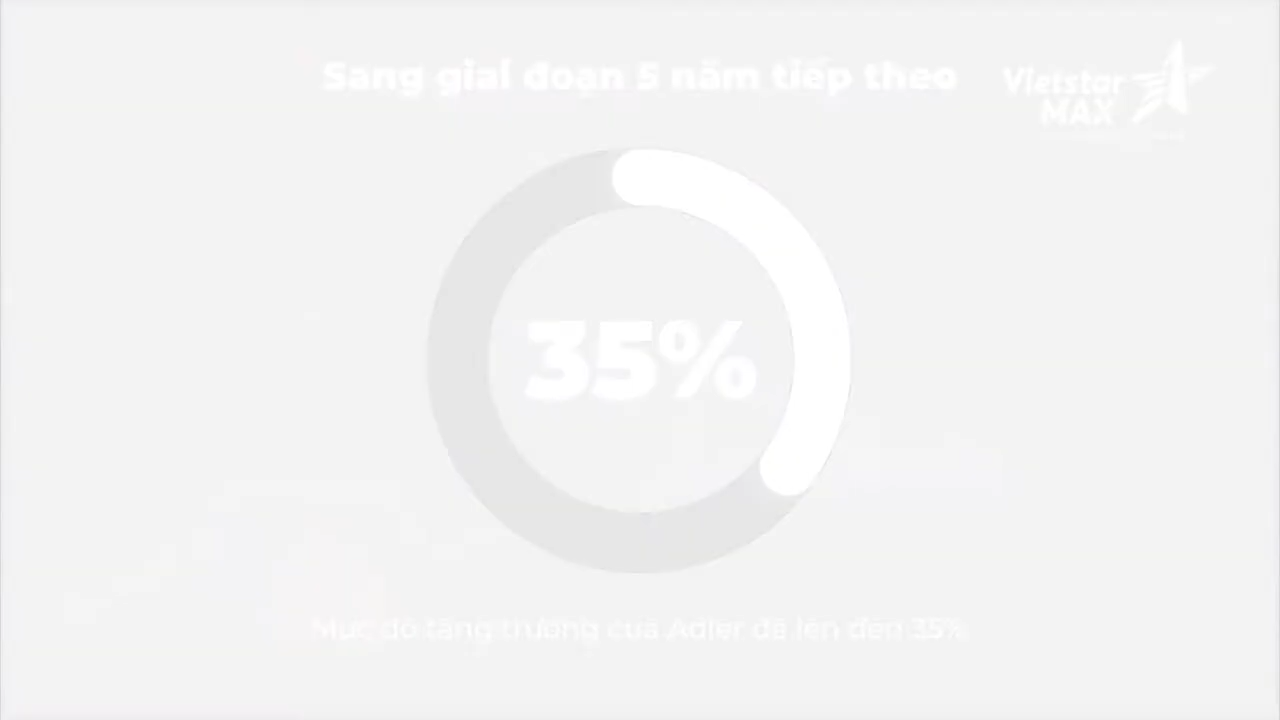 Sang giai đoạn 5 năm tiếp theo
Vietstar
MAX
35%
Mức độ tăng trưởng của Adler đã lên đến 35%